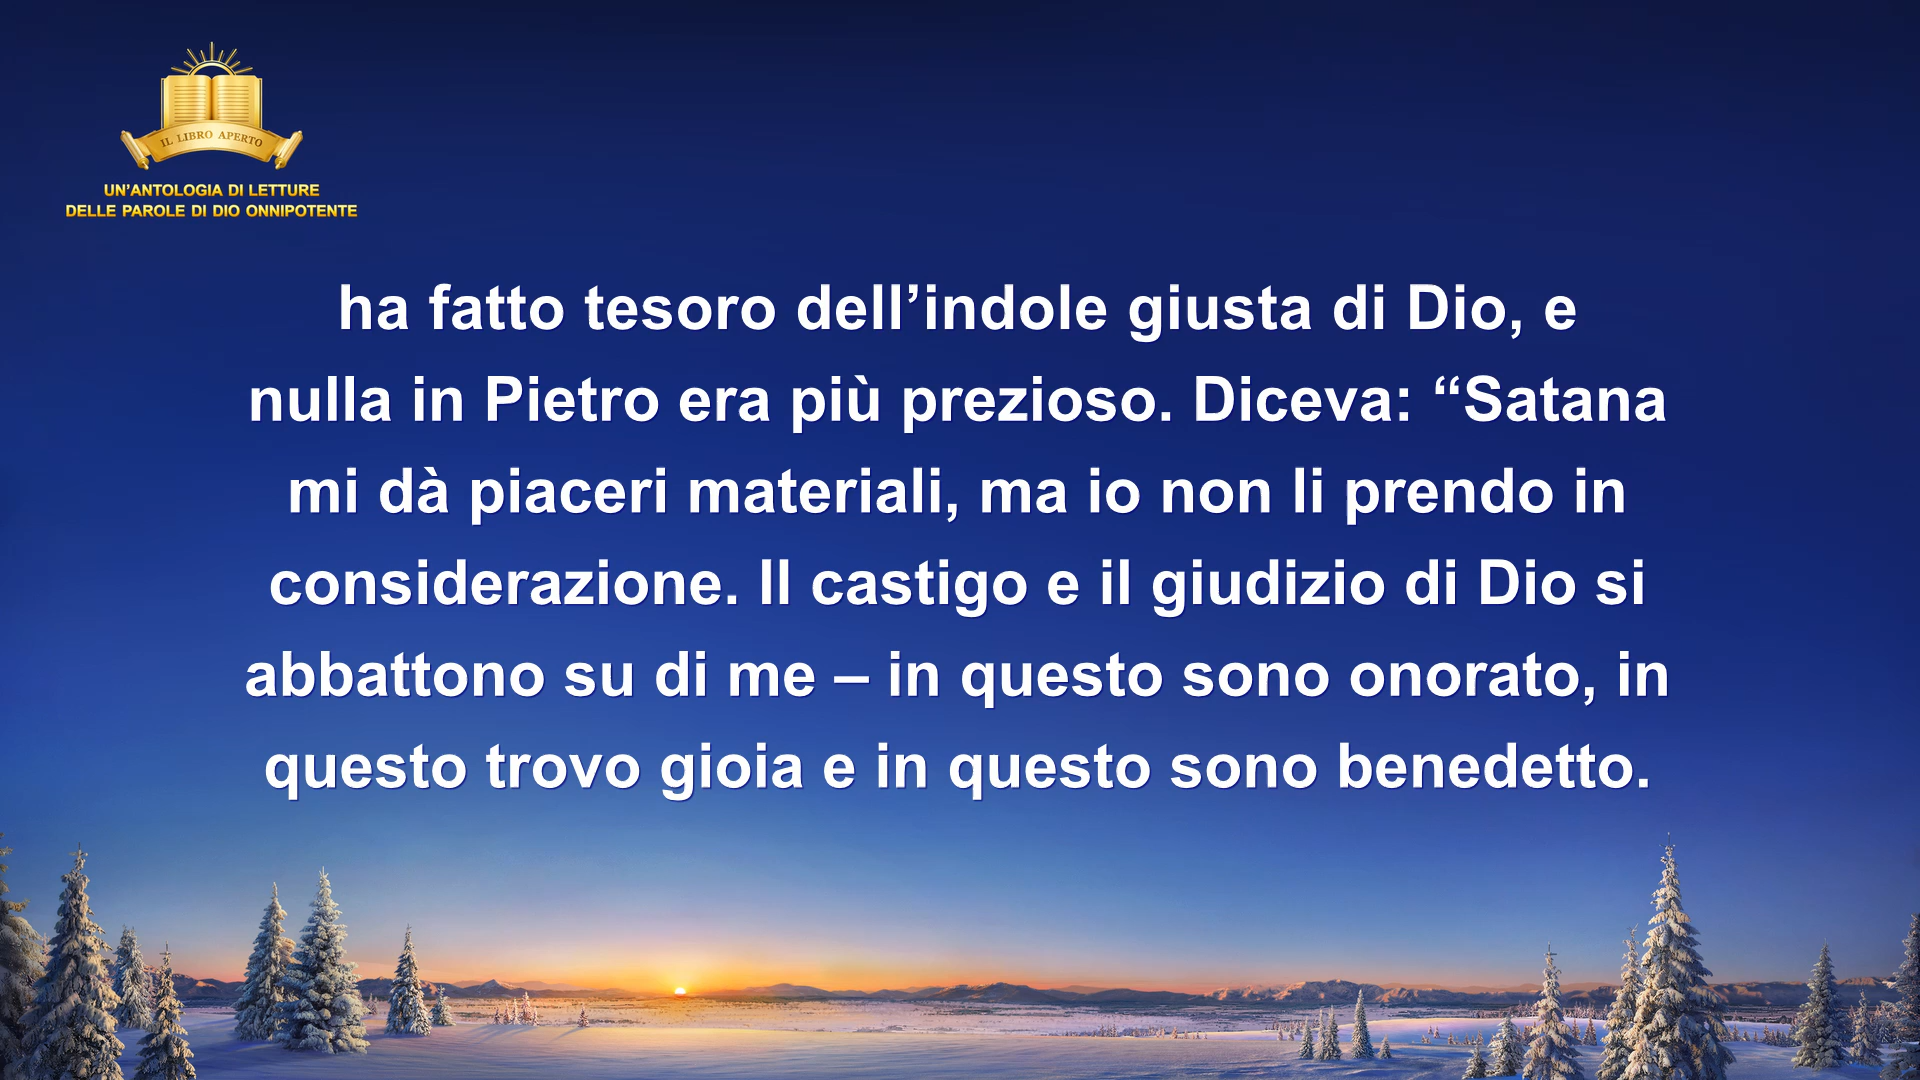 IL LIBRO APERTO
UN’ANTOLOGIA DI LETTURE
DELLE PAROLE DI DIO ONNIPOTENTE
ha fatto tesoro dell’indole giusta di Dio, e
nulla in Pietro era più prezioso. Diceva: “Satana
mi dà piaceri materiali, ma io non li prendo in
considerazione. Il castigo e il giudizio di Dio si
abbattono su di me – in questo sono onorato, in
questo trovo gioia e in questo sono benedetto.